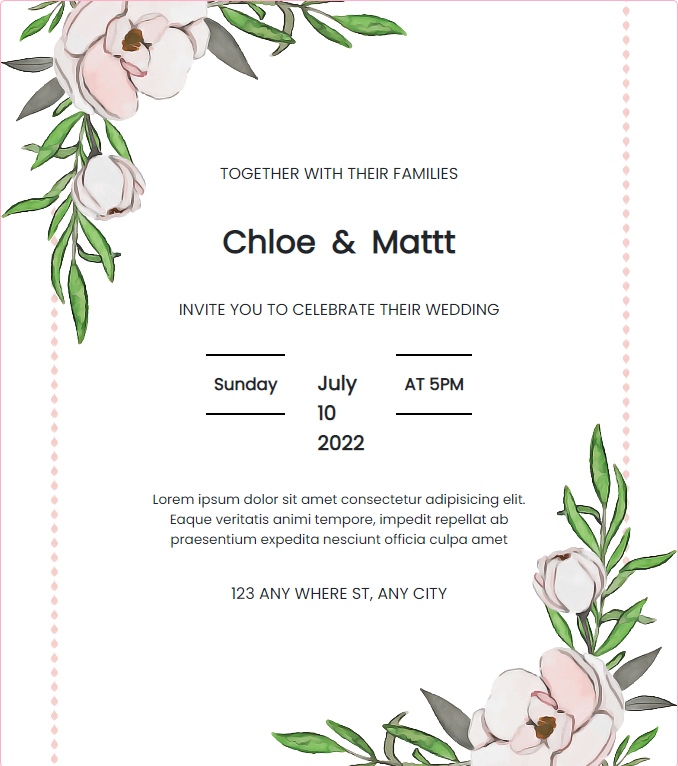 TOGETHER WITH THEIR FAMILIES
Chloe & Mattt
INVITE YOU TO CELEBRATE THEIR WEDDING
Sunday
July
10
2022
AT 5PM
Lorem ipsum dolor sit amet consectetur adipisicing elit.
Eaque veritatis animi tempore, impedit repellat ab
praesentium expedita nesciunt officia culpa amet
123 ANY WHERE ST, ANY CITY